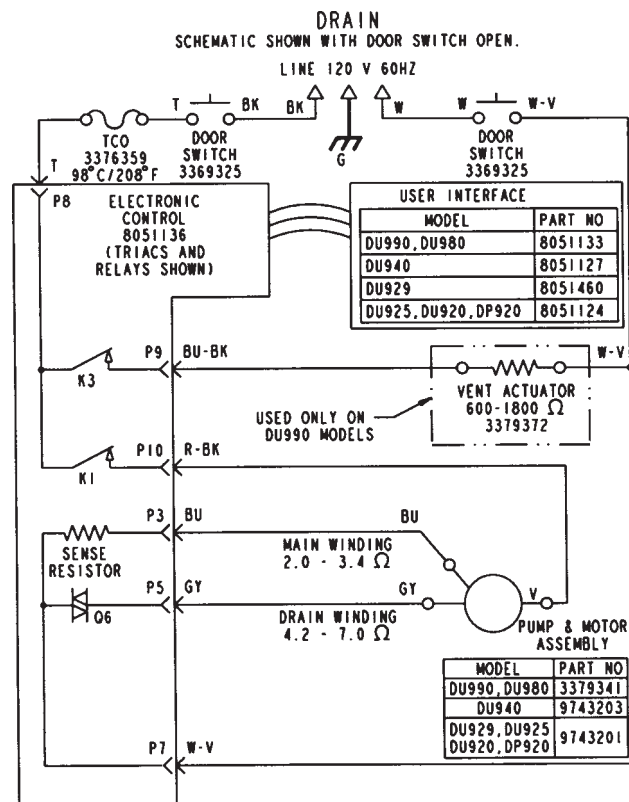 DRAIN
SCHEMATIC SHOWN WITH DOOR SWITCH OPEN.
LINE 120 V 60HZ
T BK BK W W W-V
TCO
3376359
98°C/208°F
DOOR
SWITCH
3369325
G
DOOR
SWITCH
3369325
T
P8
ELECTRONIC
CONTROL
8051136
(TRIACS AND
RELAYS SHOWN)
USER INTERFACE
MODEL PART NO
DU990,DU980 8051133
DU940 8051127
DU929 8051460
DU925,DU920,DP920 8051124
K3 P9 BU-BK W-V
VENT ACTUATOR
600-1800 Ω
3379372
USED ONLY ON
DU990 MODELS
K1 P10 R-BK
P3 BU BU
SENSE
RESISTOR
MAIN WINDING
2.0 - 3.4 Ω
Q6 P5 GY GY V
DRAIN WINDING
4.2 - 7.0 Ω
PUMP & MOTOR
ASSEMBLY
MODEL PART NO
DU990,DU980 3379341
DU940 9743203
DU929,DU925
DU920,DP920 9743201
P7 W-V